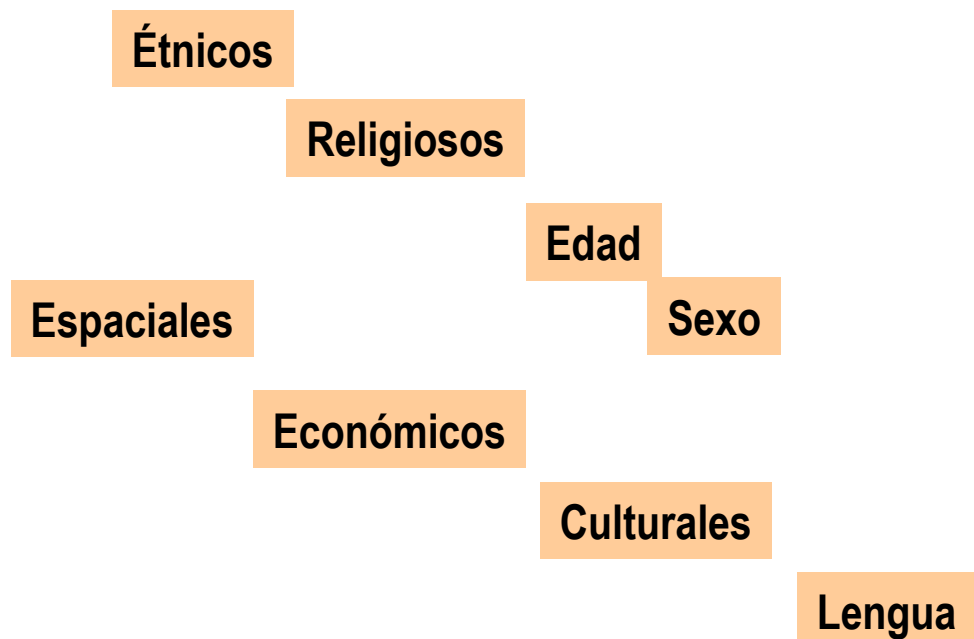 Étnicos
Religiosos
Edad
Espaciales
Sexo
Económicos
Culturales
Lengua